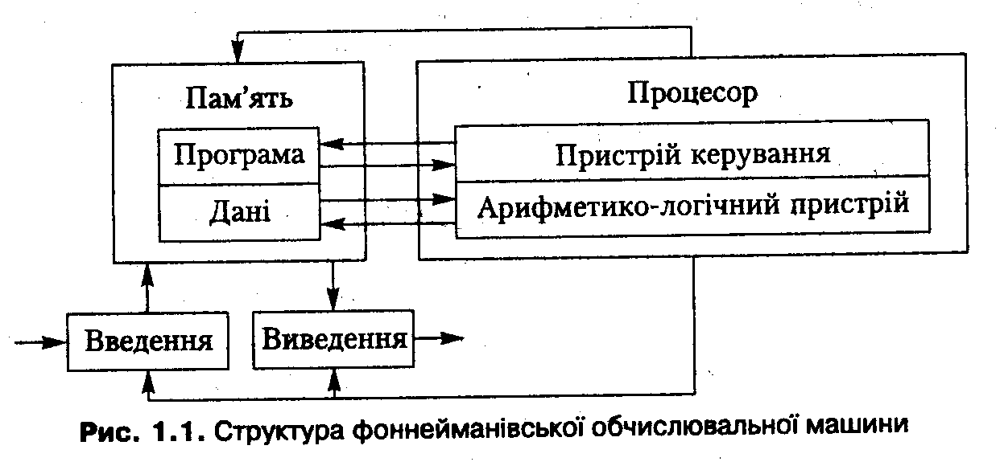 Пам’ять
Процесор
Програма
Пристрій керування
Дані
Арифметико-логічний пристрій
Введення
Виведення
Рис. 1.1. Структура фоннейманівської обчислювальної машини